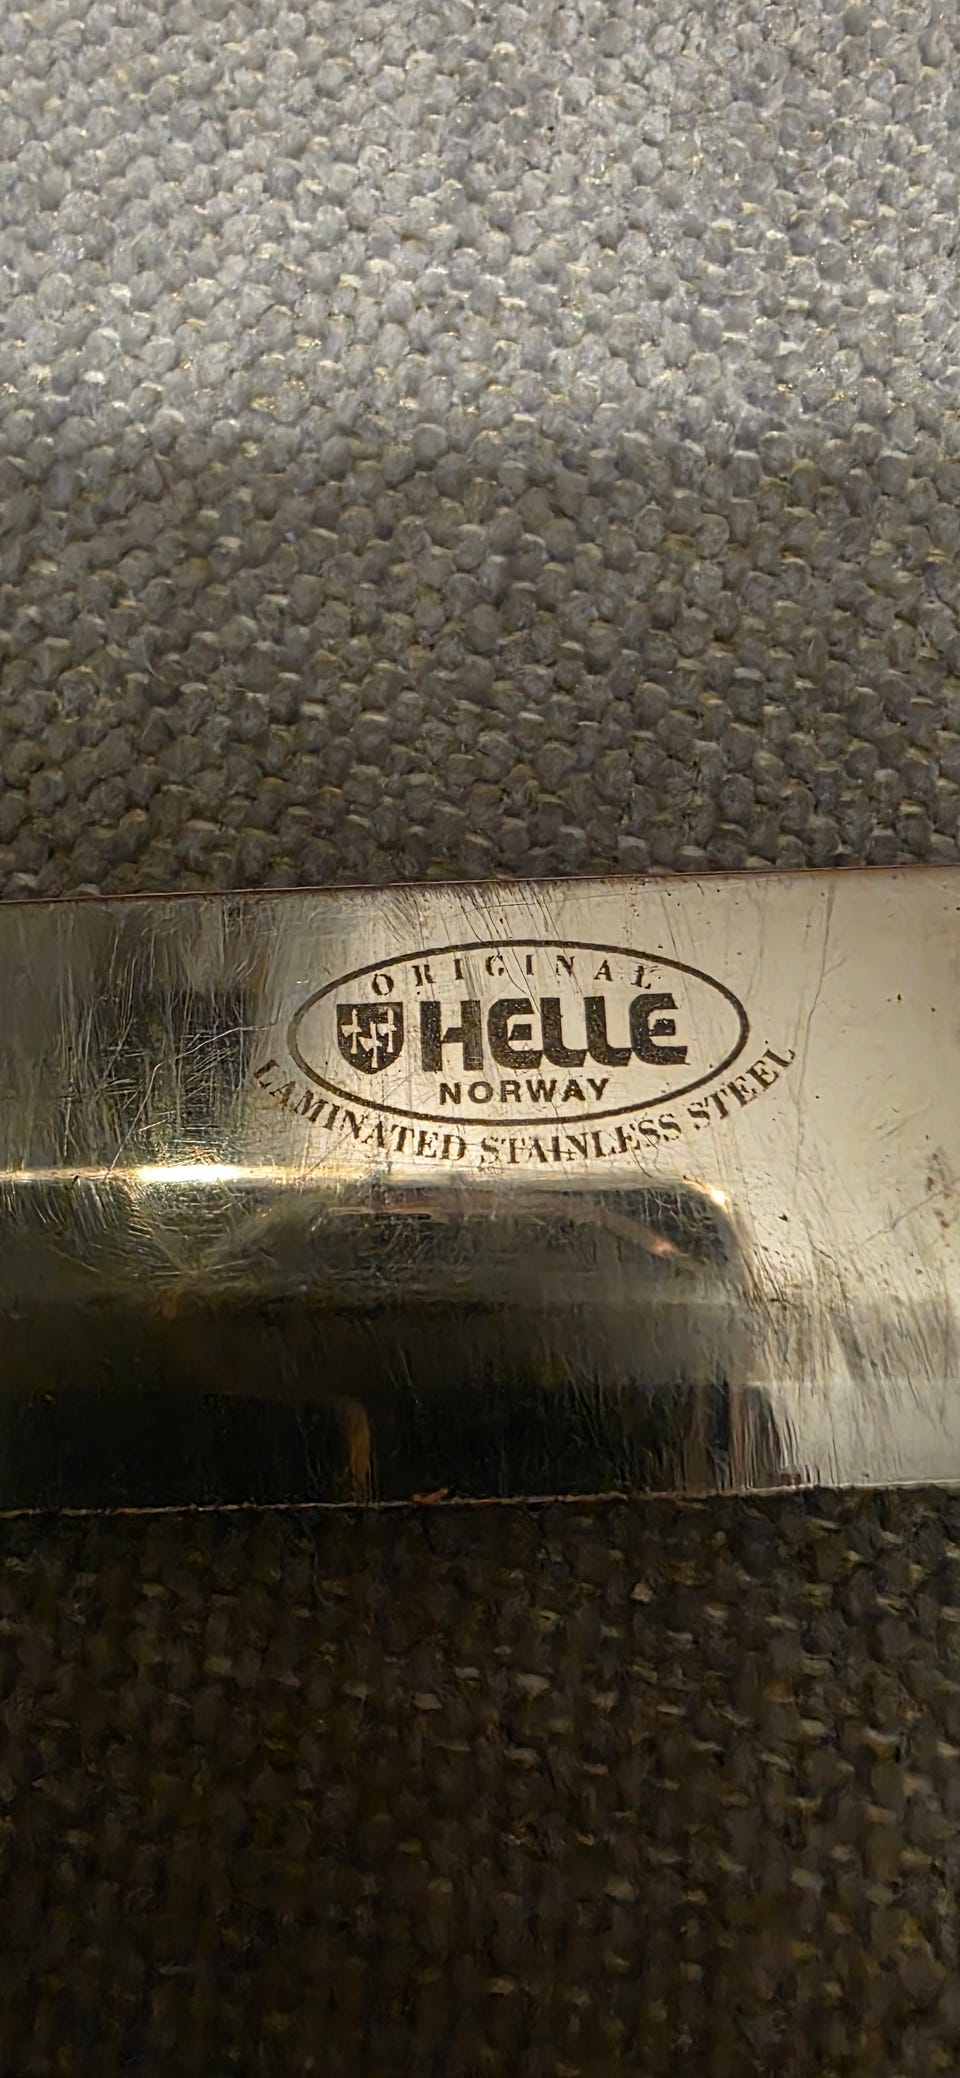 ORIGINAL
HELLE
NORWAY
LAMINATED STAINLESS STEEL